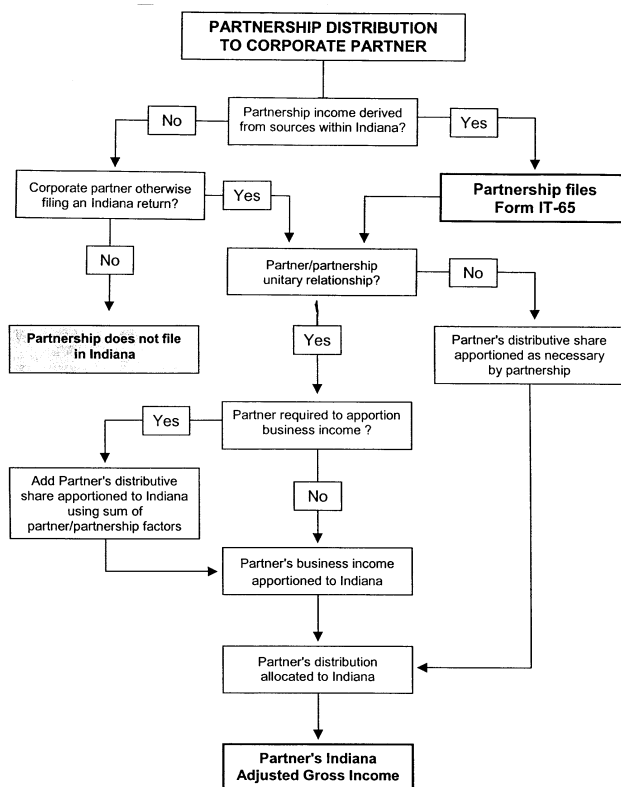 PARTNERSHIP DISTRIBUTION
TO CORPORATE PARTNER
Partnership income derived
from sources within Indiana?
No
Yes
Corporate partner otherwise
filing an Indiana return?
Yes
Partnership files
Form IT-65
No
Partner/partnership
unitary relationship?
No
Partnership does not file
in Indiana
Yes
Partner's distributive share
apportioned as necessary
by partnership
Partner required to apportion
business income ?
Yes
Add Partner's distributive
share apportioned to Indiana
using sum of
partner/partnership factors
No
Partner's business income
apportioned to Indiana
Partner's distribution
allocated to Indiana
Partner's Indiana
Adjusted Gross Income